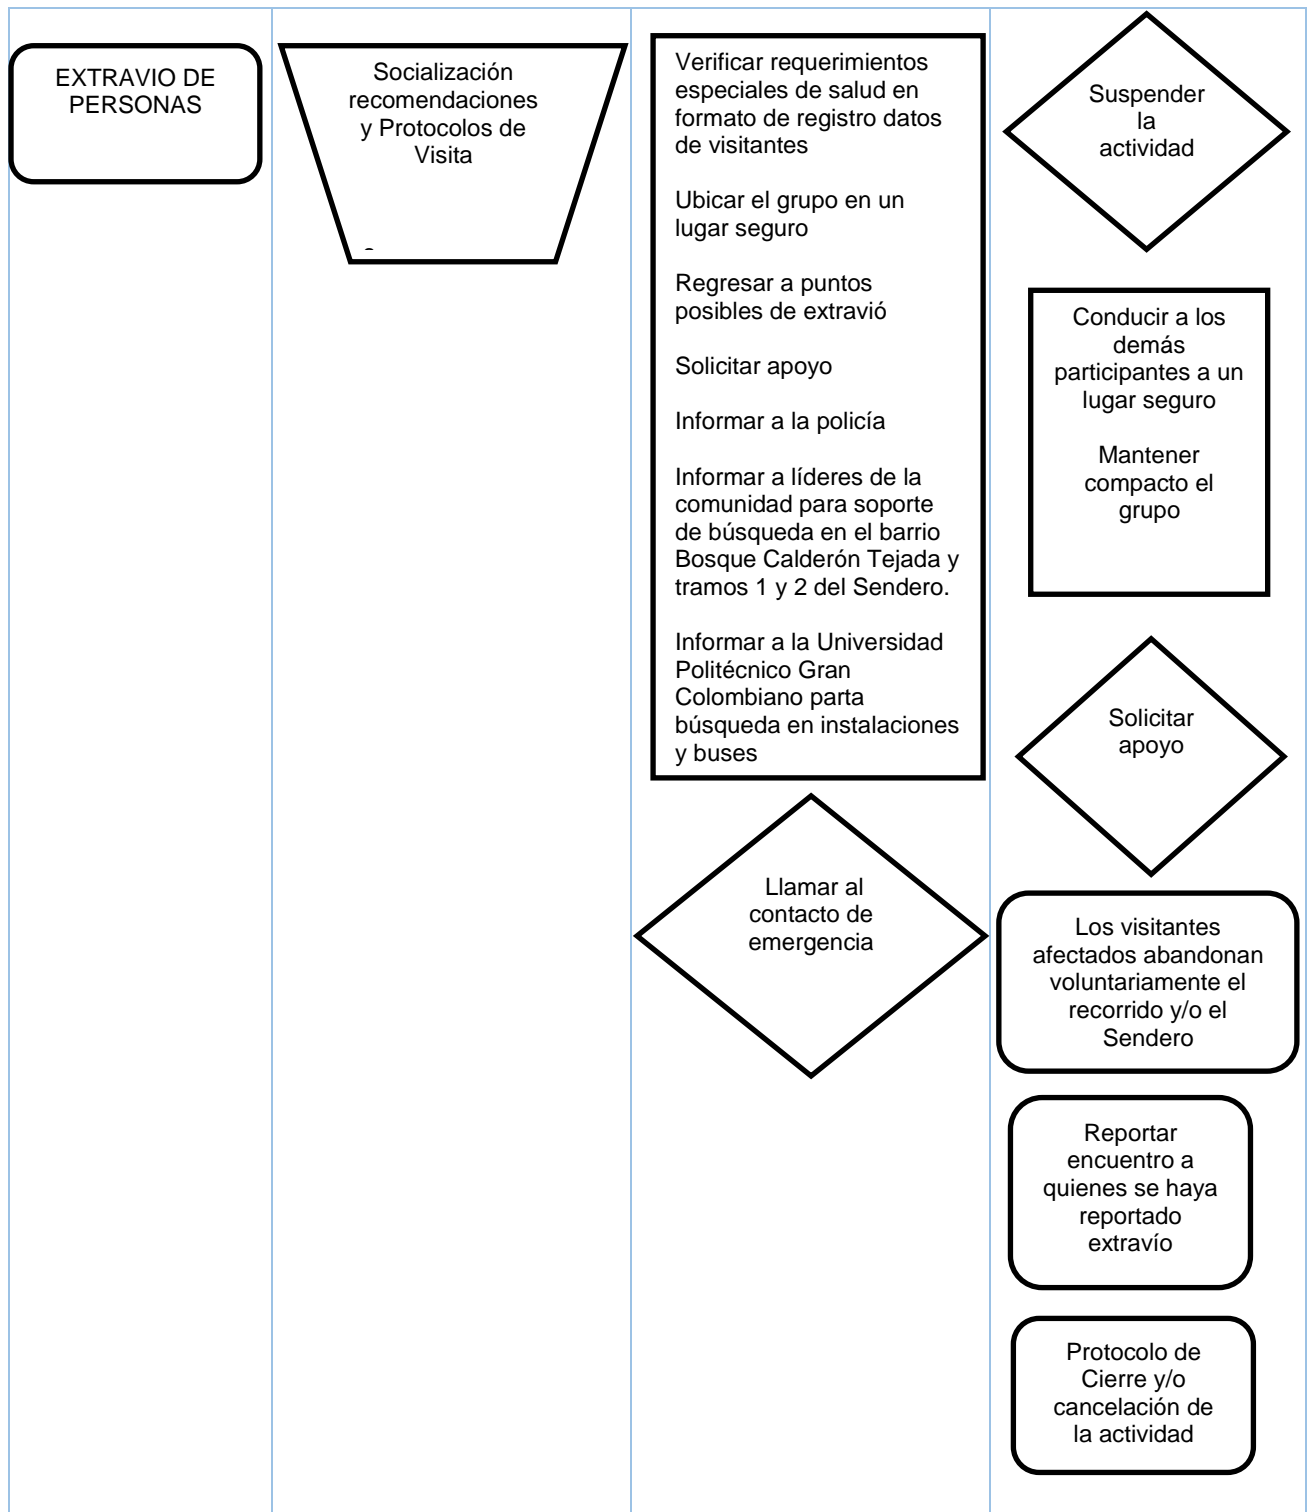 EXTRAVIO DE
PERSONAS
Socialización
recomendaciones
y Protocolos de
Visita
Verificar requerimientos
especiales de salud en
formato de registro datos
de visitantes
Ubicar el grupo en un
lugar seguro
Regresar a puntos
posibles de extravió
Solicitar apoyo
Informar a la policía
Informar a líderes de la
comunidad para soporte
de búsqueda en el barrio
Bosque Calderón Tejada y
tramos 1 y 2 del Sendero.
Informar a la Universidad
Politécnico Gran
Colombiano parta
búsqueda en instalaciones
y buses
Llamar al
contacto de
emergencia
Suspender
la
actividad
Conducir a los
demás
participantes a un
lugar seguro
Mantener
compacto el
grupo
Solicitar
apoyo
Los visitantes
afectados abandonan
voluntariamente el
recorrido y/o el
Sendero
Reportar
encuentro a
quienes se haya
reportado
extravío
Protocolo de
Cierre y/o
cancelación de
la actividad